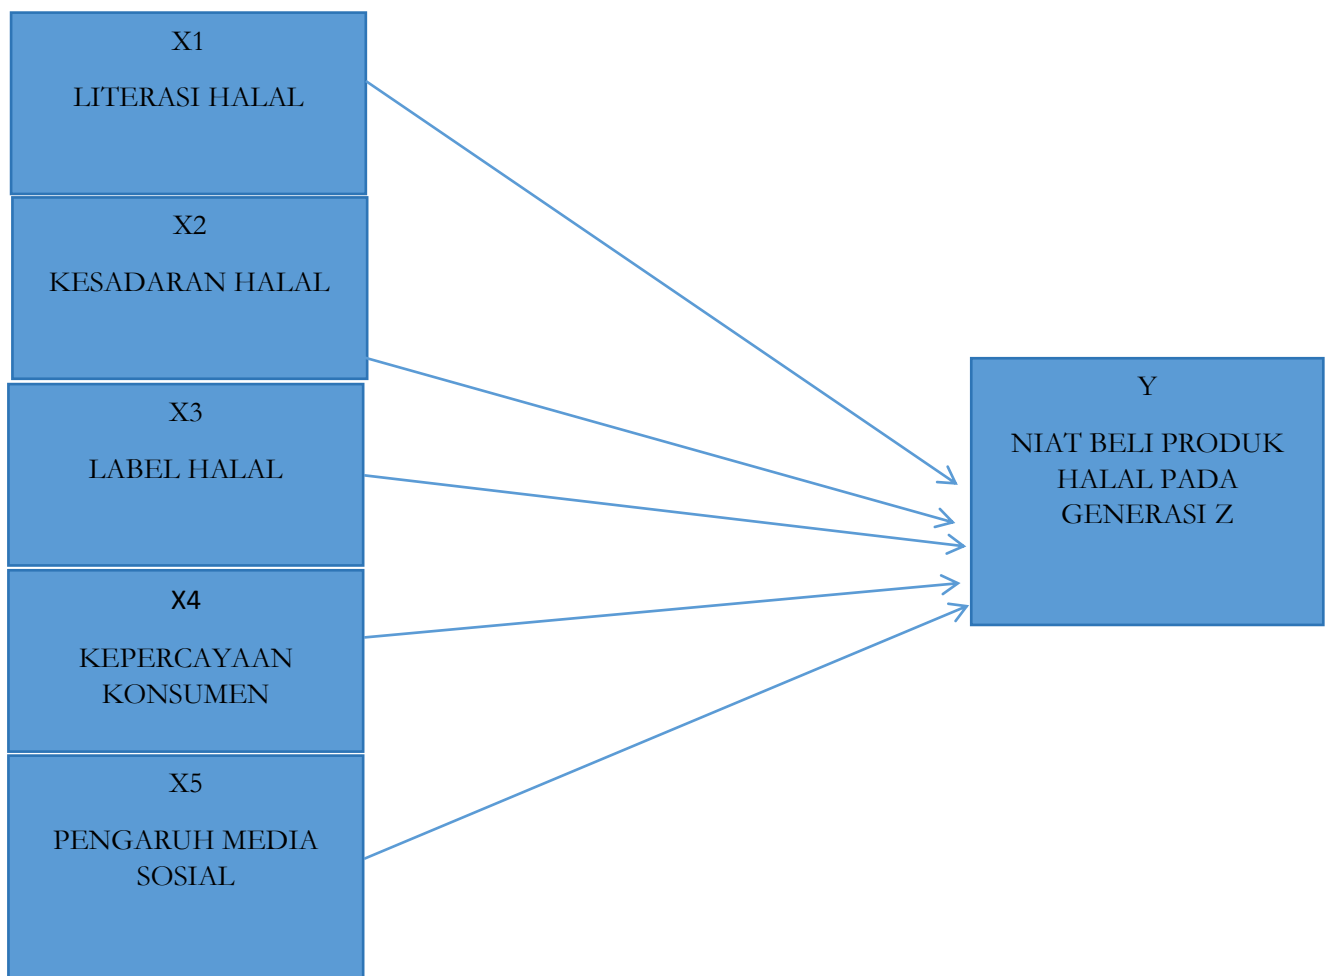 X1
LITERASI HALAL
X2
KESADARAN HALAL
X3
LABEL HALAL
X4
KEPERCAYAAN
KONSUMEN
X5
PENGARUH MEDIA
SOSIAL
Y
NIAT BELI PRODUK
HALAL PADA
GENERASI Z